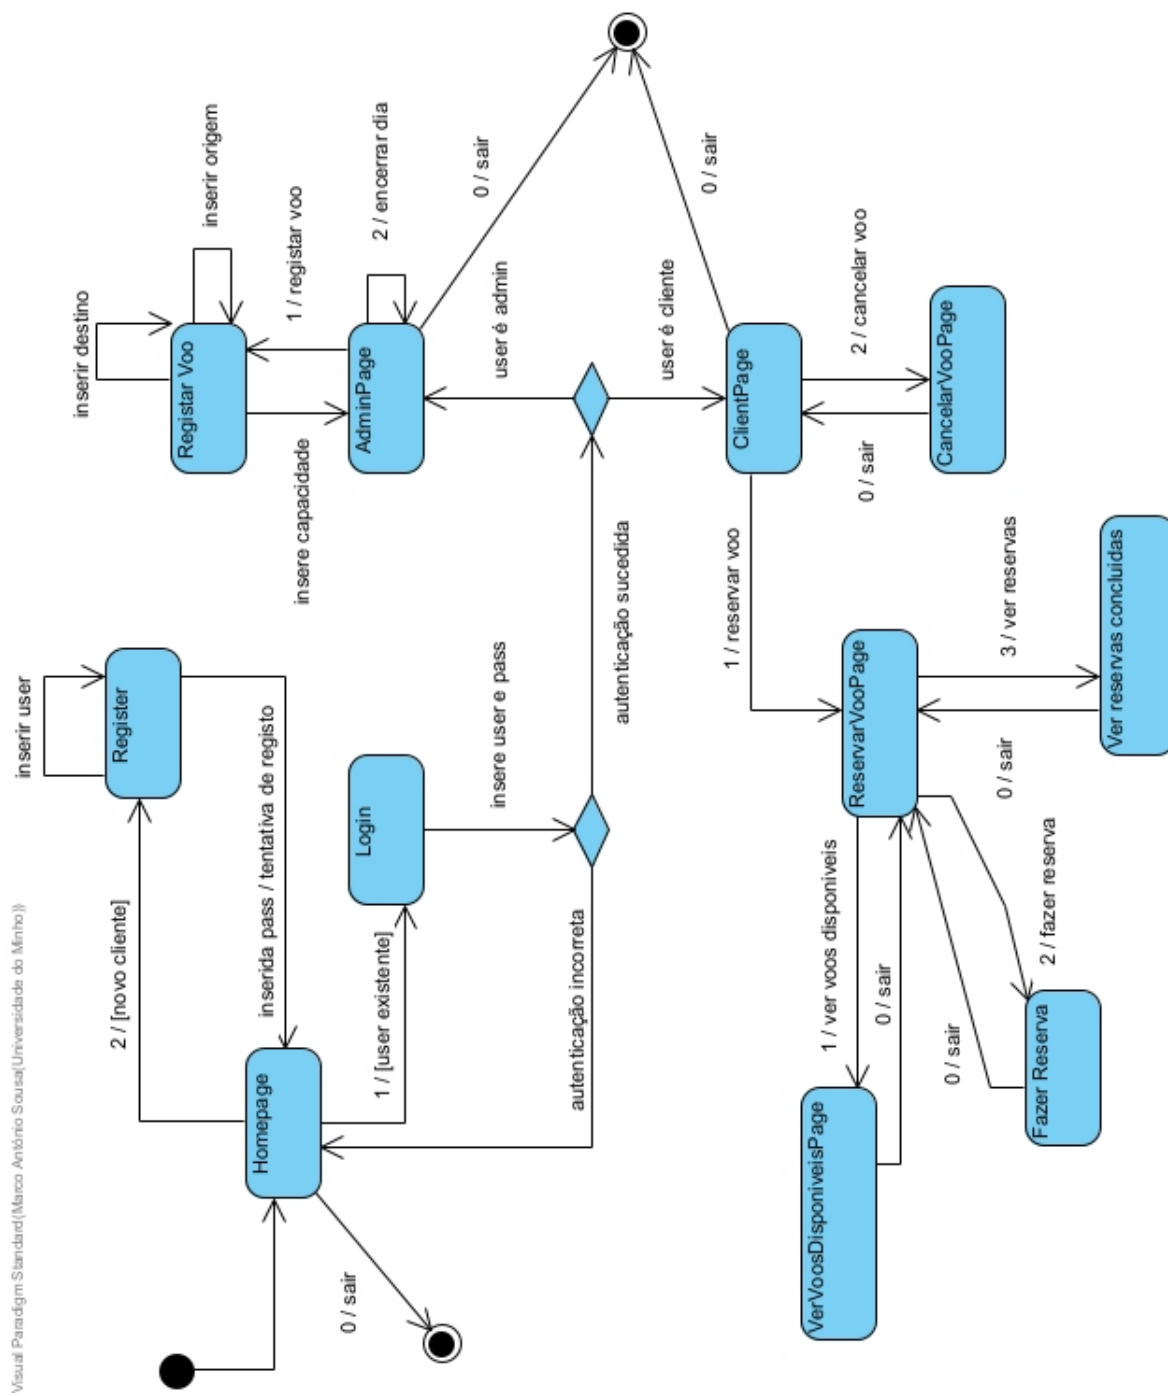 Visual Paradigm Standard(Marco António Sousa(Universidade do Minho))
inserir user
Register
2 / [novo cliente]
inserida pass / tentativa de registo
Homepage
1 / [user existente]
Login
insere user e pass
autenticação incorreta
autenticação sucedida
0 / sair
inserir destino
inserir origem
Registar Voo
1 / registar voo
insere capacidade
AdminPage
2 / encerrar dia
0 / sair
user é admin
user é cliente
0 / sair
ClientPage
2 / cancelar voo
0 / sair
CancelarVooPage
1 / reservar voo
ReservarVooPage
3 / ver reservas
0 / sair
Ver reservas concluidas
1 / ver voos disponiveis
0 / sair
VerVoosDisponiveisPage
2 / fazer reserva
0 / sair
Fazer Reserva